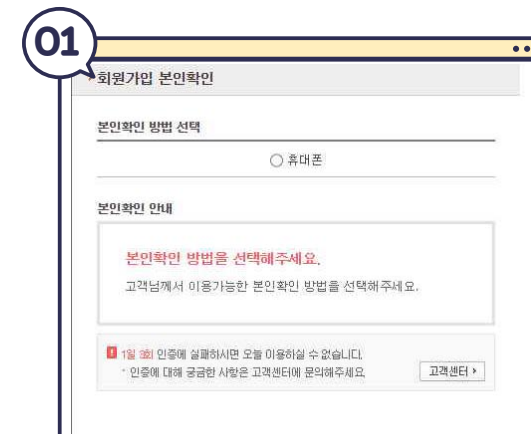 01
회원가입 본인확인
본인확인 방법 선택
휴대폰
본인확인 안내
본인확인 방법을 선택해주세요.
고객님께서 이용가능한 본인확인 방법을 선택해주세요.
1일 3회 인증에 실패하시면 오늘 이용하실 수 없습니다.
인증에 대해 궁금한 사항은 고객센터에 문의해주세요.
고객센터